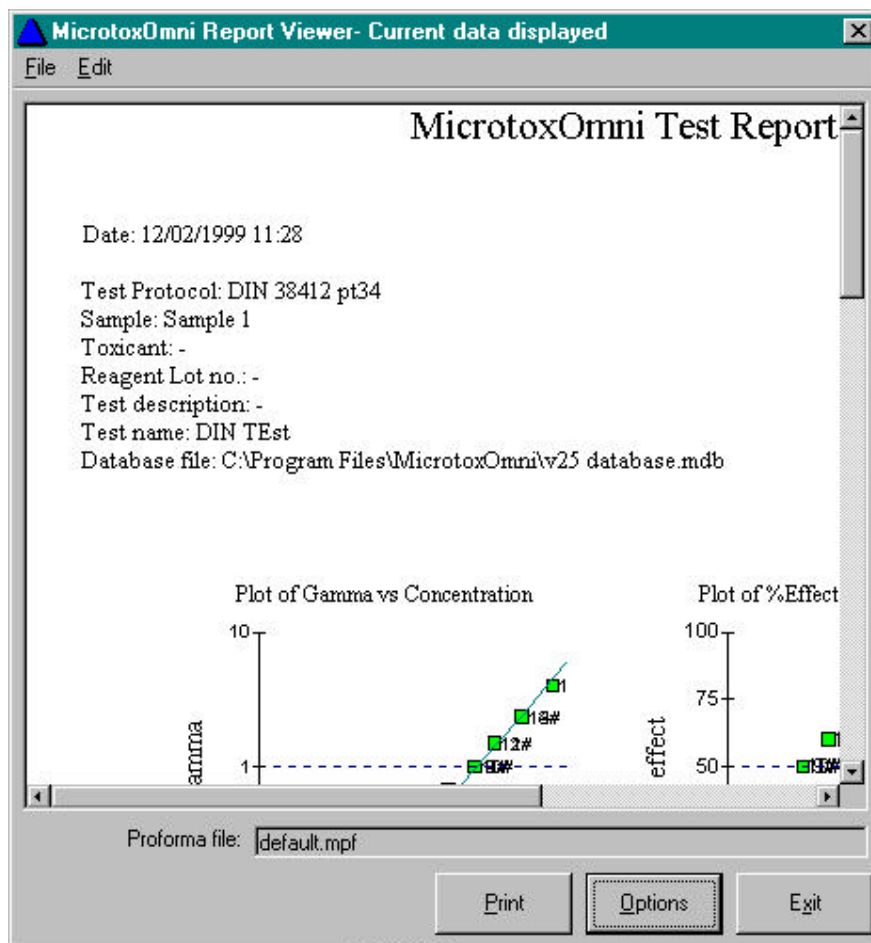 MicrotoxOmni Report Viewer- Current data displayed
File Edit
MicrotoxOmni Test Report
Date: 12/02/1999 11:28
Test Protocol: DIN 38412 pt34
Sample: Sample 1
Toxicant: -
Reagent Lot no.: -
Test description: -
Test name: DIN TEst
Database file: C:\Program Files\MicrotoxOmni\v25 database.mdb
Plot of Gamma vs Concentration
Plot of %Effect
10
1
amma
100
75
50
effect
Proforma file: default.mpf
Print Options Exit